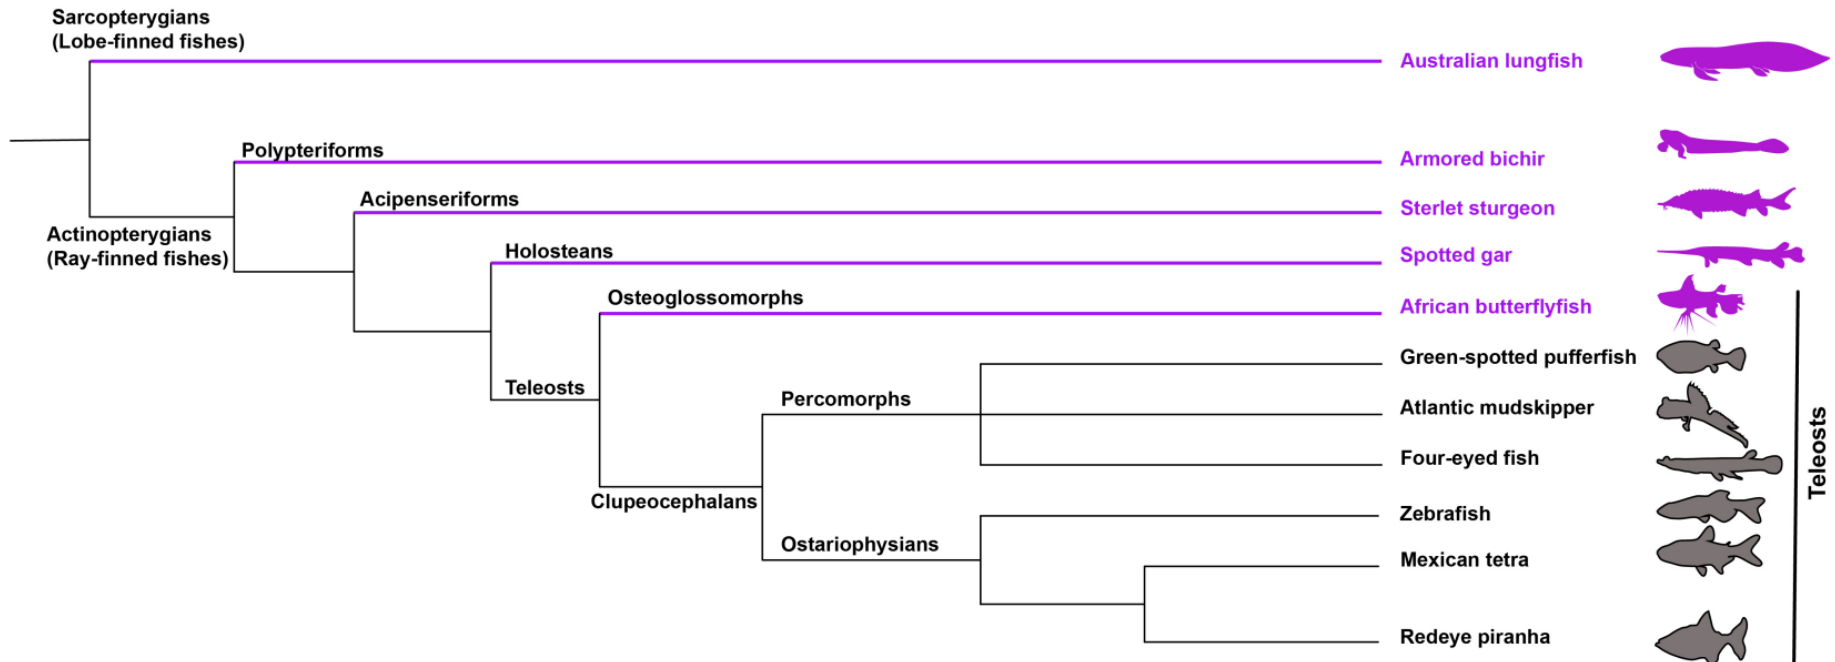 Sarcopterygians
(Lobe-finned fishes)
Australian lungfish
Polypteriforms
Armored bichir
Acipenseriforms
Sterlet sturgeon
Actinopterygians
(Ray-finned fishes)
Holosteans
Spotted gar
Osteoglossomorphs
African butterflyfish
Green-spotted pufferfish
Teleosts
Percomorphs
Atlantic mudskipper
Four-eyed fish
Clupeocephalans
Zebrafish
Ostariophysians
Mexican tetra
Redeye piranha
Teleosts